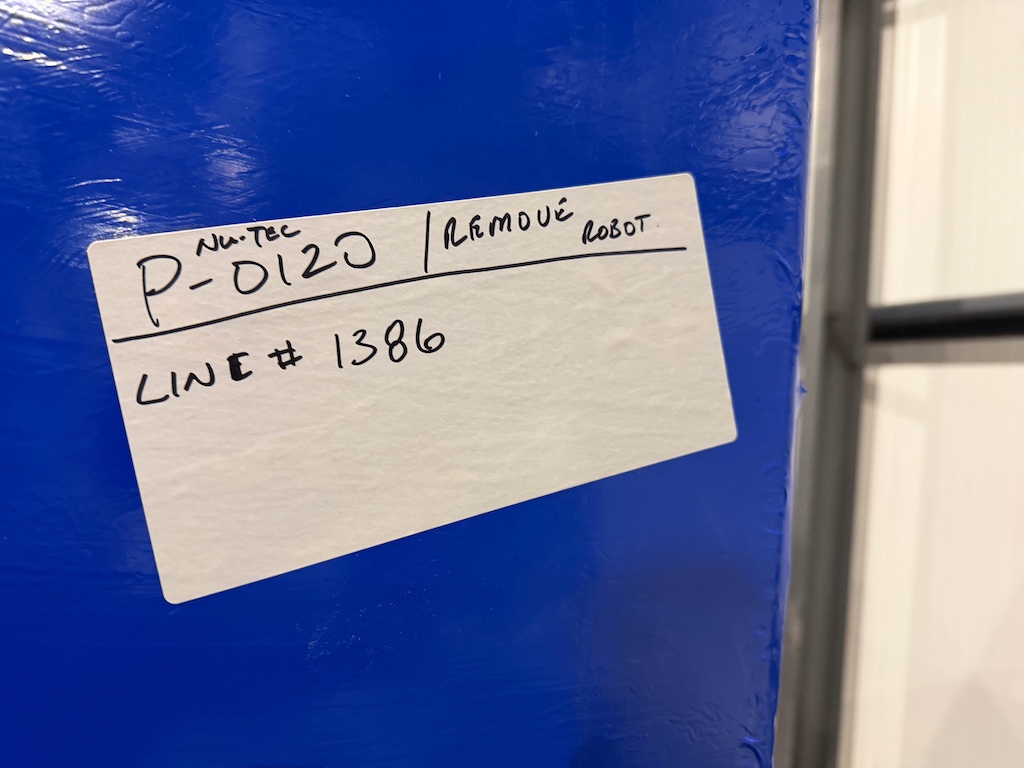 NU-TEC
P-0120 / REMOVE ROBOT.
LINE # 1386